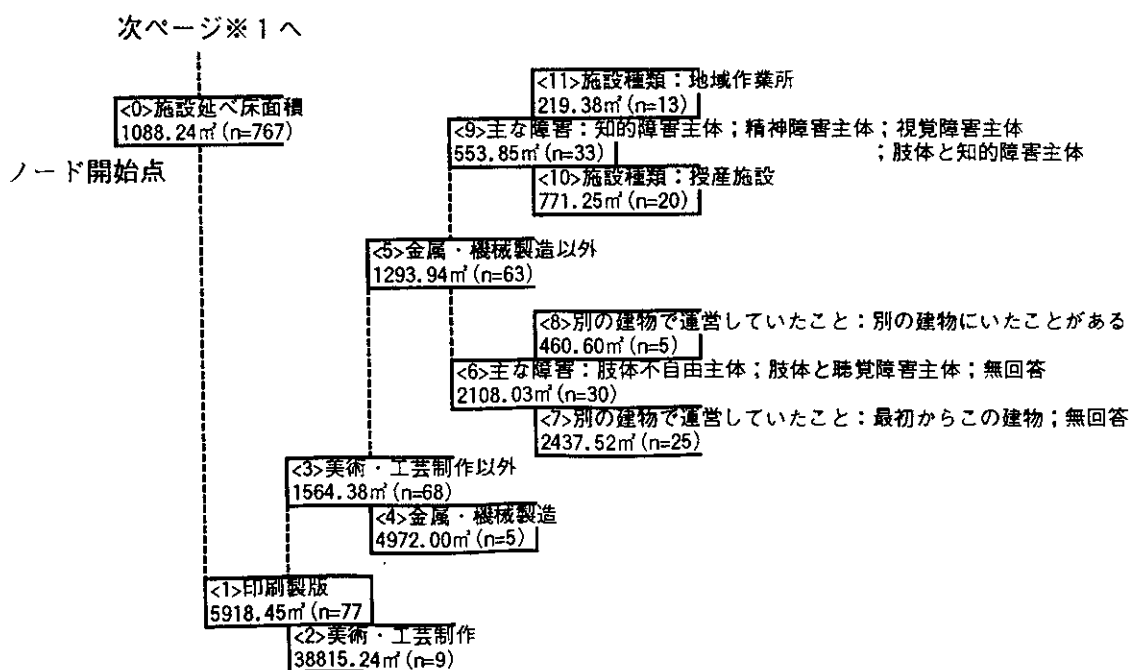 次ページ※1へ
<0>施設延べ床面積
1088.24㎡(n=767)
ノード開始点
<11>施設種類：地域作業所
219.38㎡(n=13)
<9>主な障害：知的障害主体；精神障害主体；視覚障害主体
553.85㎡(n=33)
；肢体と知的障害主体
<10>施設種類：授産施設
771.25㎡(n=20)
<5>金属・機械製造以外
1293.94㎡(n=63)
<8>別の建物で運営していたこと：別の建物にいたことがある
460.60㎡(n=5)
<6>主な障害：肢体不自由主体；肢体と聴覚障害主体；無回答
2108.03㎡(n=30)
<7>別の建物で運営していたこと：最初からこの建物；無回答
2437.52㎡(n=25)
<3>美術・工芸制作以外
1564.38㎡(n=68)
<4>金属・機械製造
4972.00㎡(n=5)
<1>印刷製版
5918.45㎡(n=77
<2>美術・工芸制作
38815.24㎡(n=9)